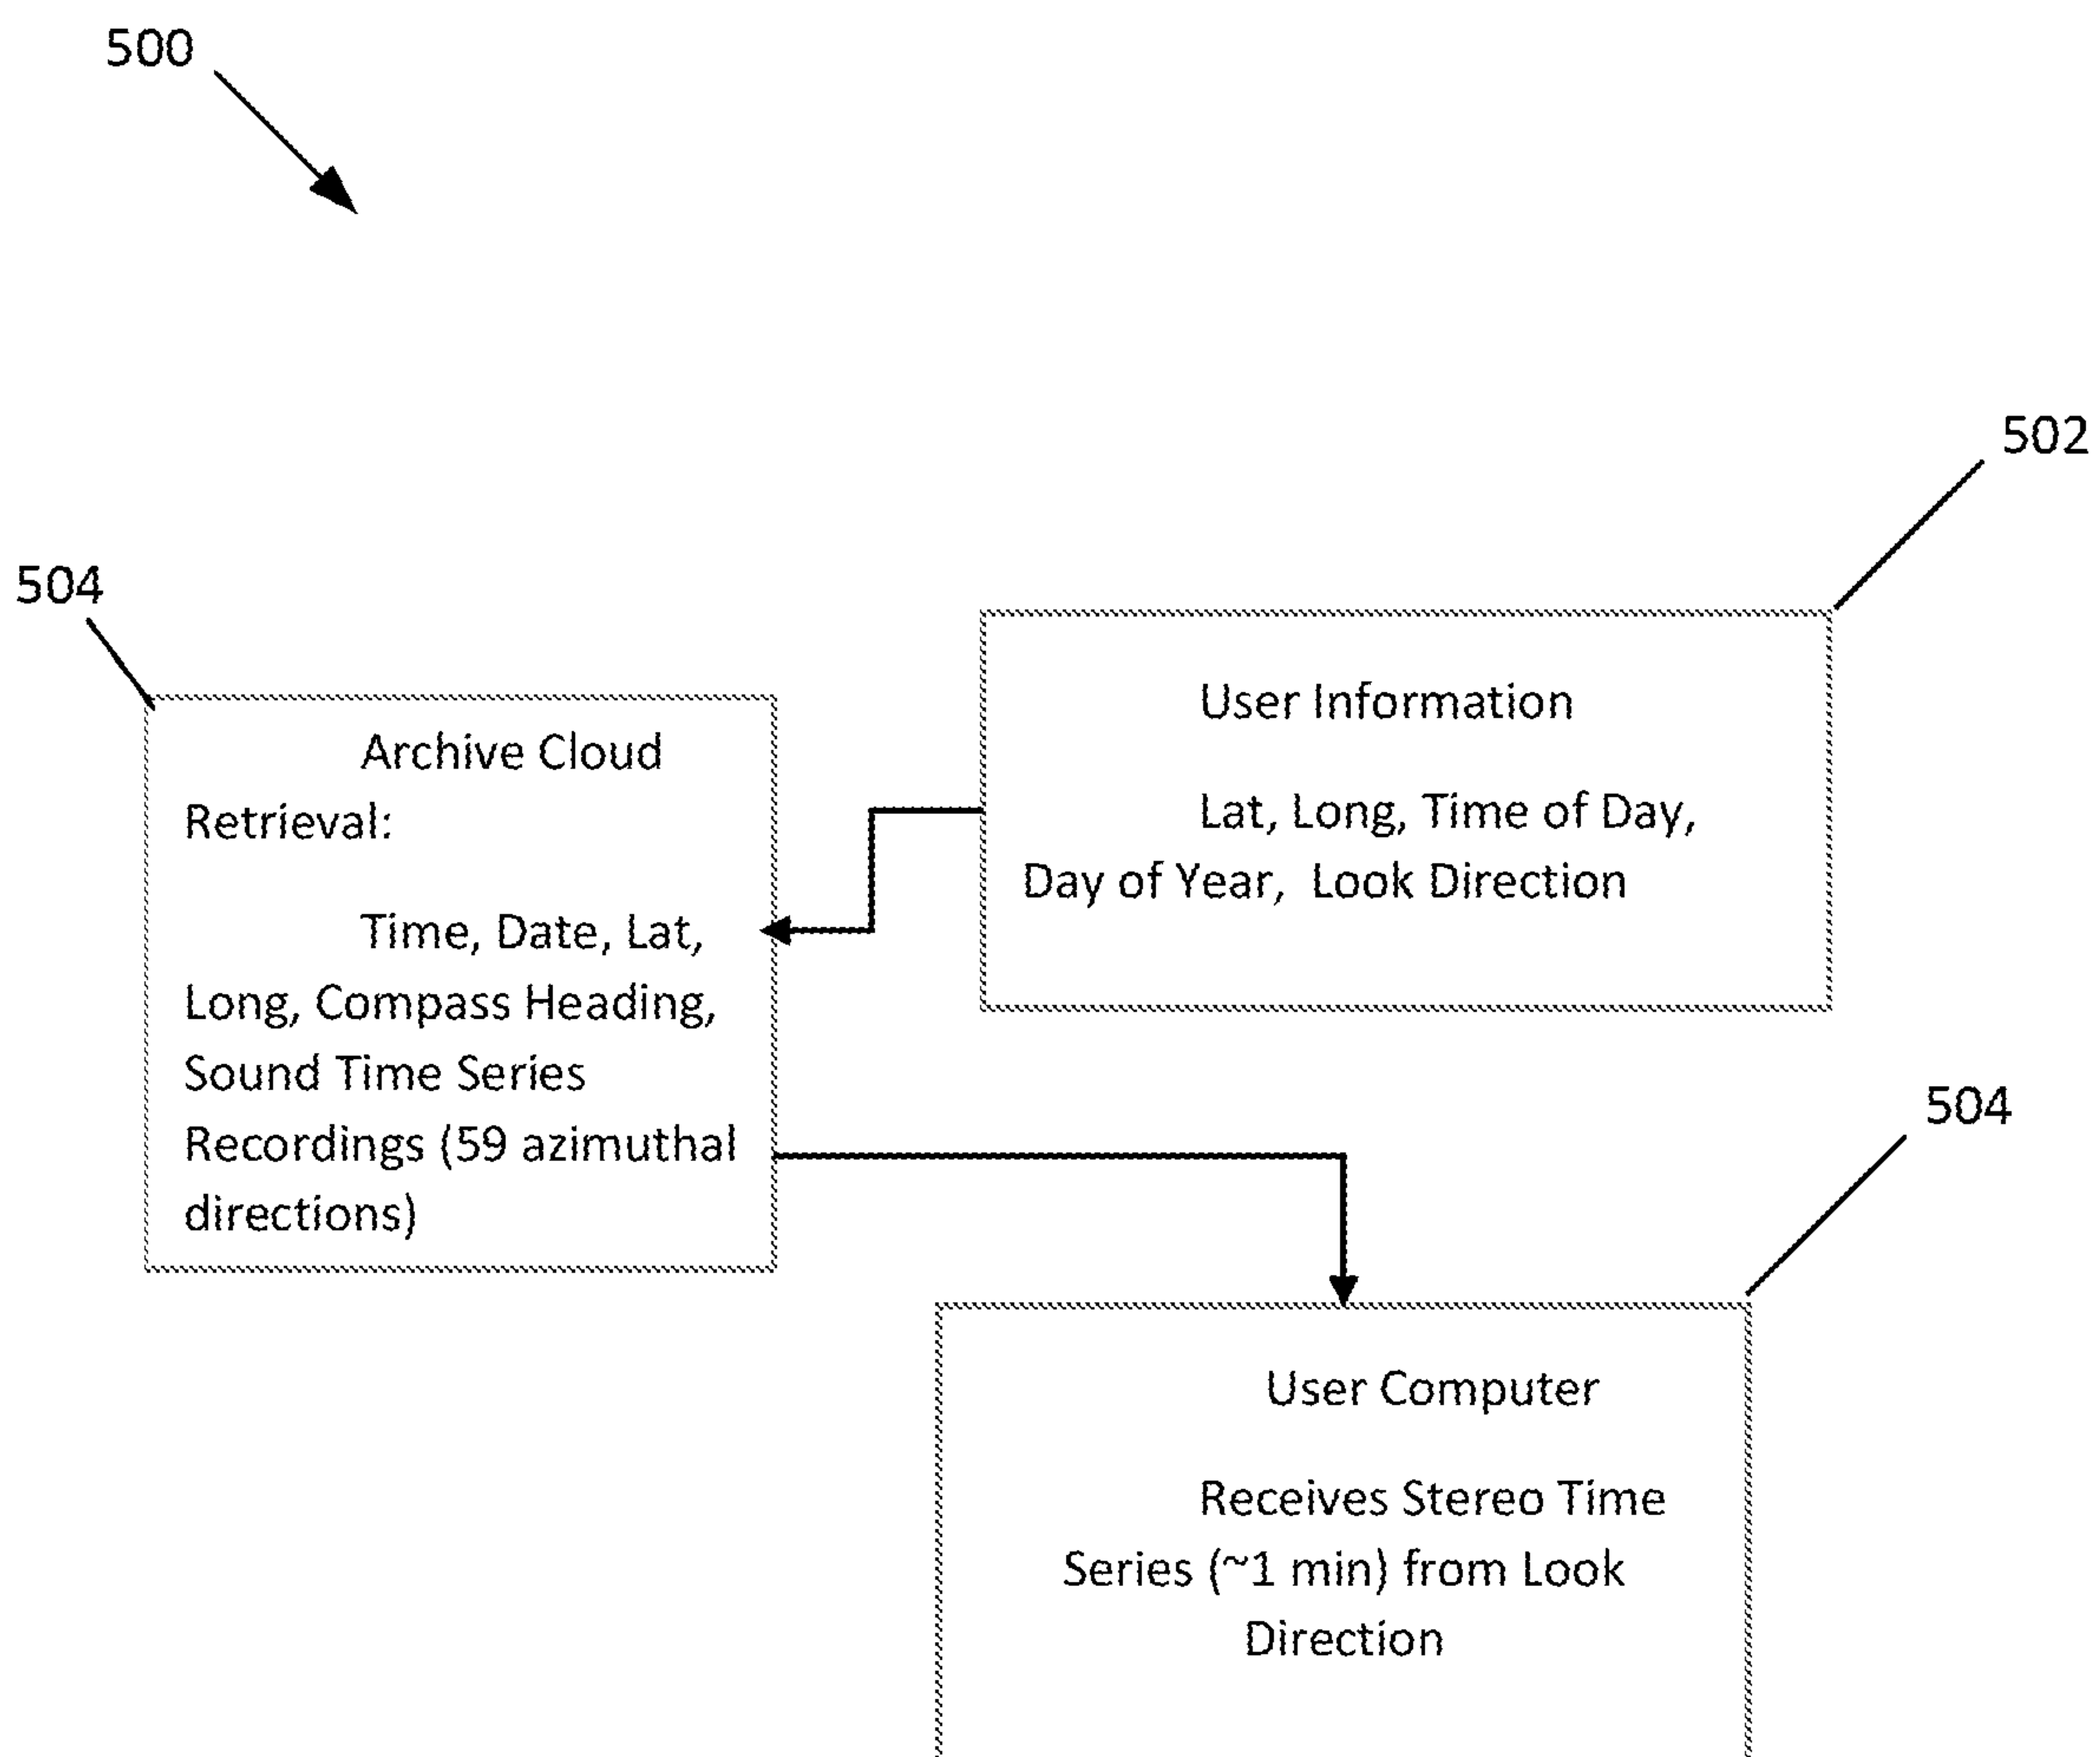 500
502
504
User Information
Lat, Long, Time of Day,
Day of Year, Look Direction
Archive Cloud
Retrieval:
Time, Date, Lat,
Long, Compass Heading,
Sound Time Series
Recordings (59 azimuthal
directions)
504
User Computer
Receives Stereo Time
Series (~1 min) from Look
Direction